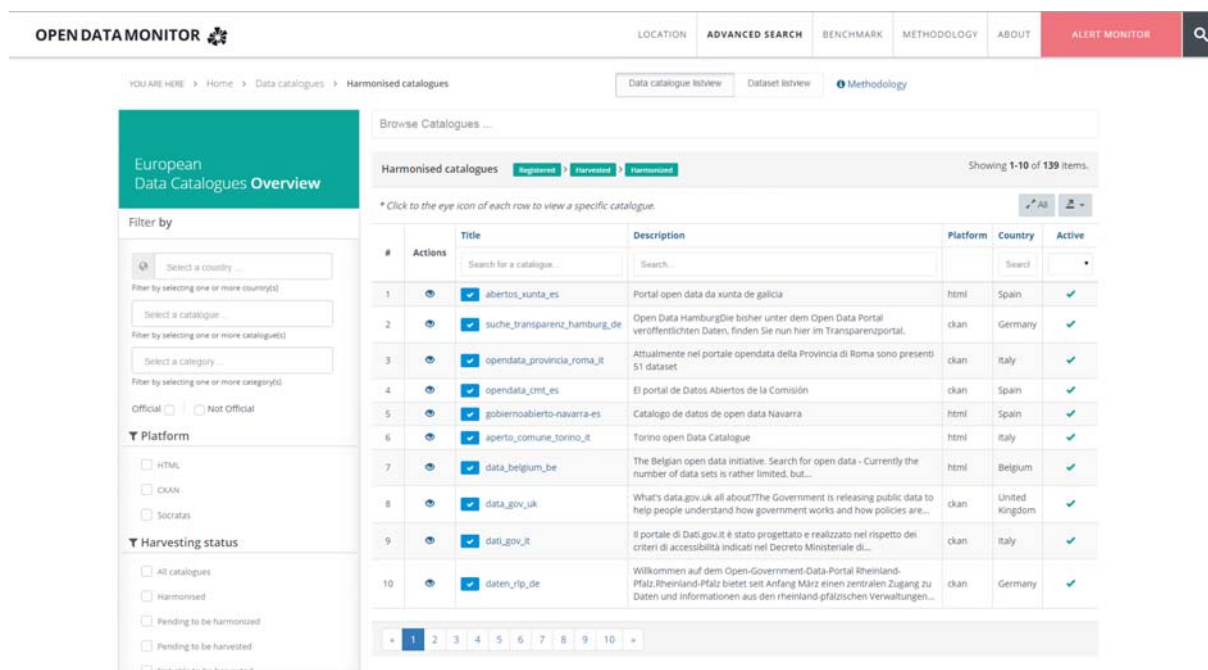 OPEN DATA MONITOR
LOCATION ADVANCED SEARCH BENCHMARK METHODOLOGY ABOUT ALERT MONITOR
YOU ARE HERE > Home > Data catalogues > Harmonised catalogues
Data catalogue listview Dataset listview Methodology
European
Data Catalogues Overview
Filter by
Select a country ...
Filter by selecting one or more country(s)
Select a catalogue ...
Filter by selecting one or more catalogue(s)
Select a category ...
Filter by selecting one or more category(s)
Official Not Official
Platform
HTML
CKAN
Socratas
Harvesting status
All catalogues
Harmonised
Pending to be harmonized
Pending to be harvested
Browse Catalogues ...
Harmonised catalogues Registered > Harvested > Harmonized Showing 1-10 of 139 items.
* Click to the eye icon of each row to view a specific catalogue. All
# Actions Title Description Platform Country Active
Search for a catalogue... Search... Search
1 abertos_xunta_es Portal open data da xunta de galicia html Spain
2 suche_transparenz_hamburg_de Open Data HamburgDie bisher unter dem Open Data Portal ckan Germany
veröffentlichten Daten, finden Sie nun hier im Transparenzportal.
3 opendata_provincia_roma_it Attualmente nel portale opendata della Provincia di Roma sono presenti ckan Italy
51 dataset
4 opendata_cmt_es El portal de Datos Abiertos de la Comisión ckan Spain
5 gobiernoabierto-navarra-es Catalogo de datos de open data Navarra html Spain
6 aperto_comune_torino_it Torino open Data Catalogue html Italy
7 data_belgium_be The Belgian open data initiative. Search for open data - Currently the html Belgium
number of data sets is rather limited, but...
8 data_gov_uk What's data.gov.uk all about?The Government is releasing public data to ckan United
help people understand how government works and how policies are... Kingdom
9 dati_gov_it Il portale di Dati.gov.it è stato progettato e realizzato nel rispetto dei ckan Italy
criteri di accessibilità indicati nel Decreto Ministeriale di...
10 daten_rlp_de Willkommen auf dem Open-Government-Data-Portal Rheinland- ckan Germany
Pfalz.Rheinland-Pfalz bietet seit Anfang März einen zentralen Zugang zu
Daten und Informationen aus den rheinland-pfälzischen Verwaltungen...
« 1 2 3 4 5 6 7 8 9 10 »